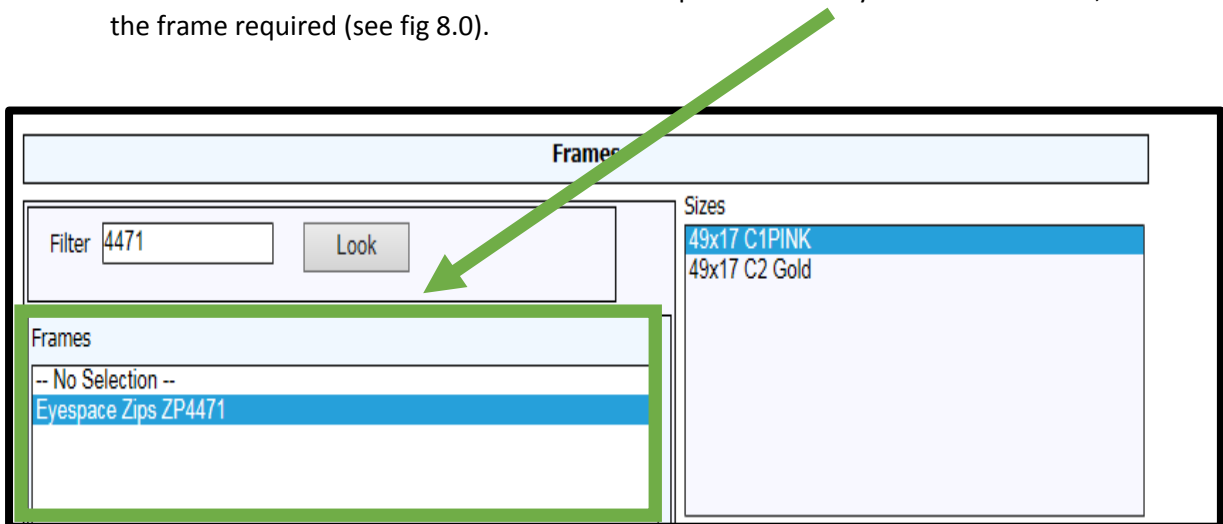 the frame required (see fig 8.0).
Frames
Filter 4471 Look
Frames
-- No Selection --
Eyespace Zips ZP4471
Sizes
49x17 C1PINK
49x17 C2 Gold